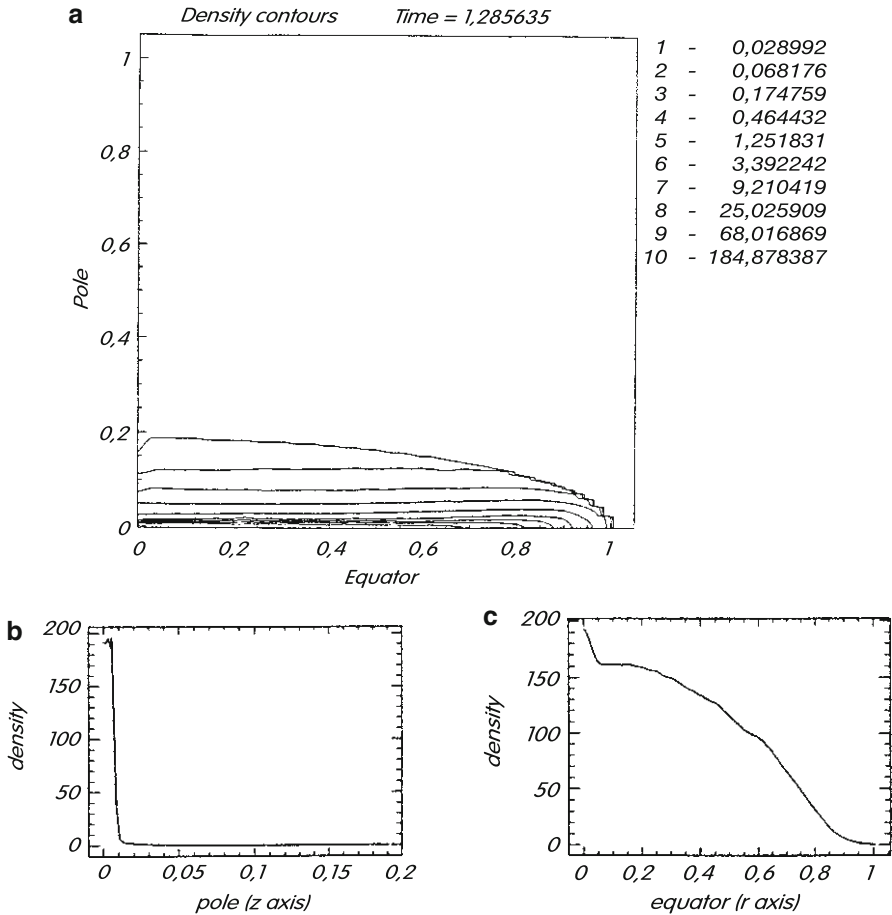 a
Density contours Time = 1,285635
1 - 0,028992
2 - 0,068176
3 - 0,174759
4 - 0,464432
5 - 1,251831
6 - 3,392242
7 - 9,210419
8 - 25,025909
9 - 68,016869
10 - 184,878387
1
0,8
0,6
0,4
0,2
0
Pole
0 0,2 0,4 0,6 0,8 1
Equator
b
200
150
100
50
0
density
0 0,05 0,1 0,15 0,2
pole (z axis)
c
200
150
100
50
0
density
0 0,2 0,4 0,6 0,8 1
equator (r axis)